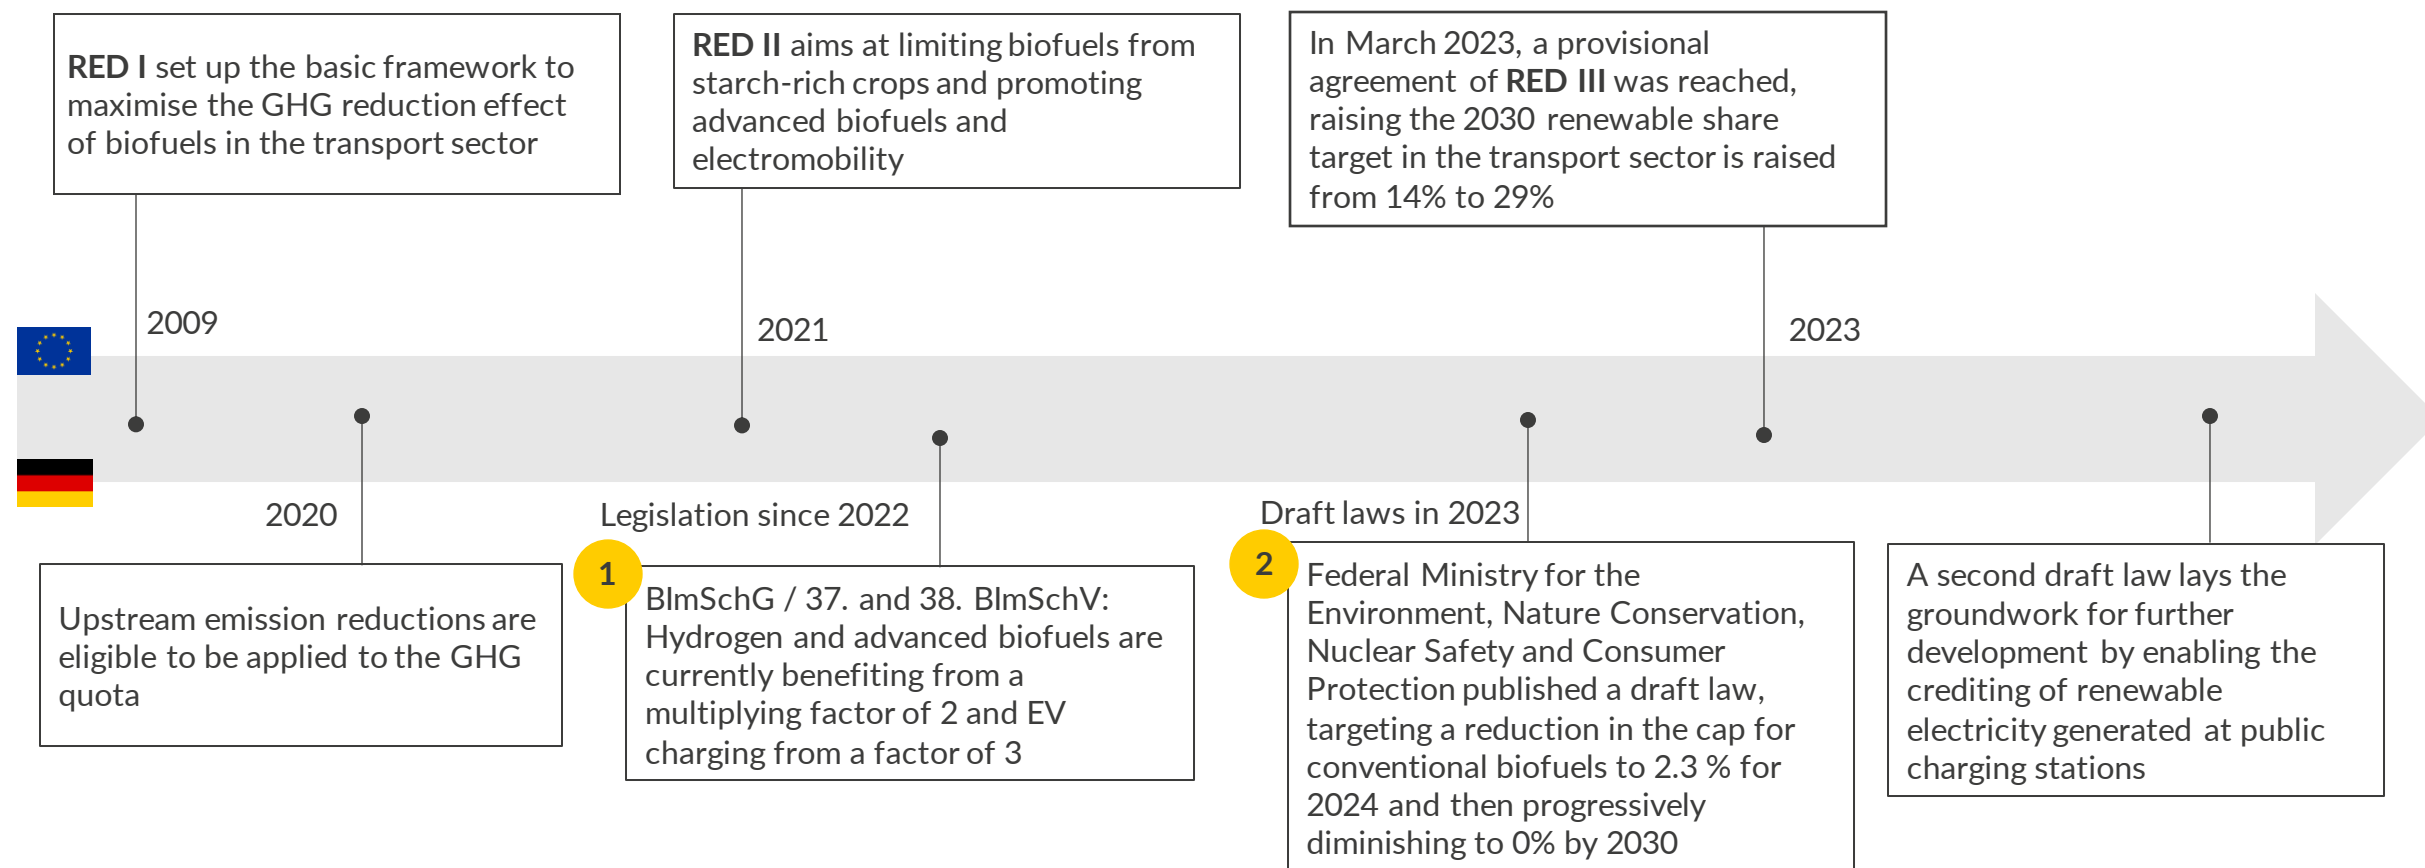 RED I set up the basic framework to
maximise the GHG reduction effect
of biofuels in the transport sector
RED II aims at limiting biofuels from
starch-rich crops and promoting
advanced biofuels and
electromobility
In March 2023, a provisional
agreement of RED III was reached,
raising the 2030 renewable share
target in the transport sector is raised
from 14% to 29%
2009
2021
2023
2020
Legislation since 2022
Draft laws in 2023
Upstream emission reductions are
eligible to be applied to the GHG
quota
1
BImSchG / 37. and 38. BImSchV:
Hydrogen and advanced biofuels are
currently benefiting from a
multiplying factor of 2 and EV
charging from a factor of 3
2
Federal Ministry for the
Environment, Nature Conservation,
Nuclear Safety and Consumer
Protection published a draft law,
targeting a reduction in the cap for
conventional biofuels to 2.3 % for
2024 and then progressively
diminishing to 0% by 2030
A second draft law lays the
groundwork for further
development by enabling the
crediting of renewable
electricity generated at public
charging stations